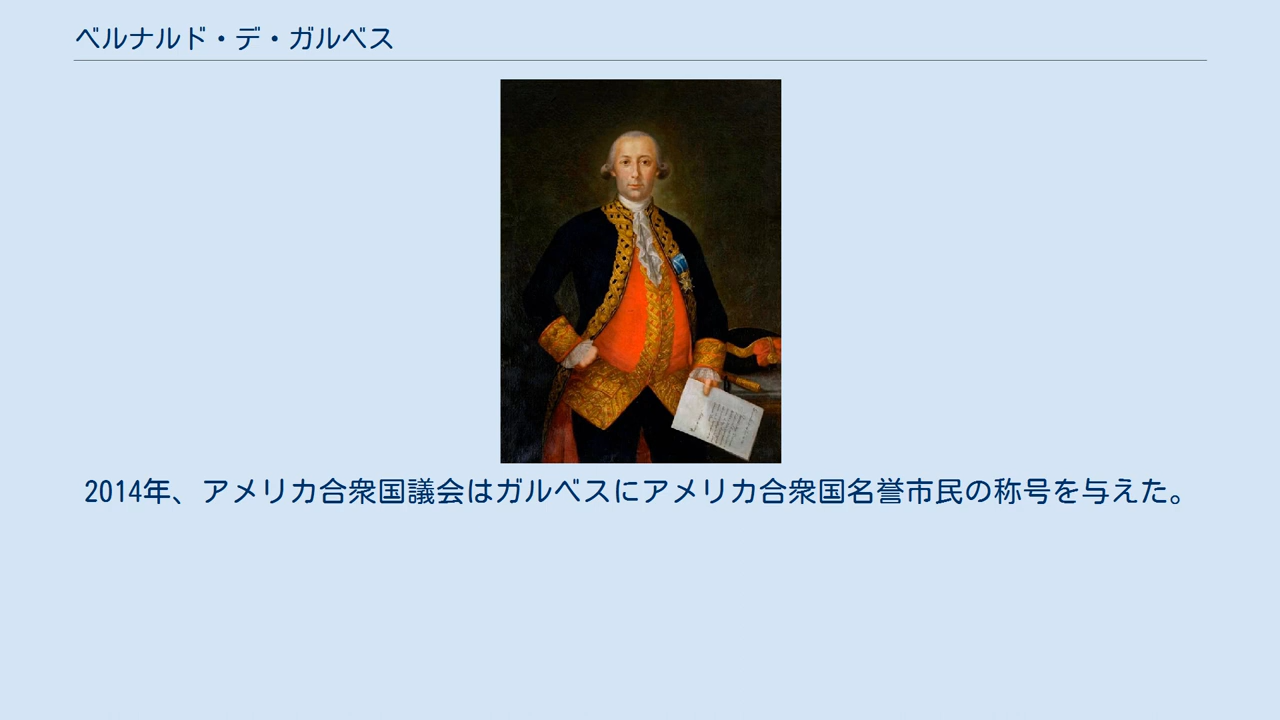 ベルナルド・デ・ガルベス
2014年、アメリカ合衆国議会はガルベスにアメリカ合衆国名誉市民の称号を与えた。